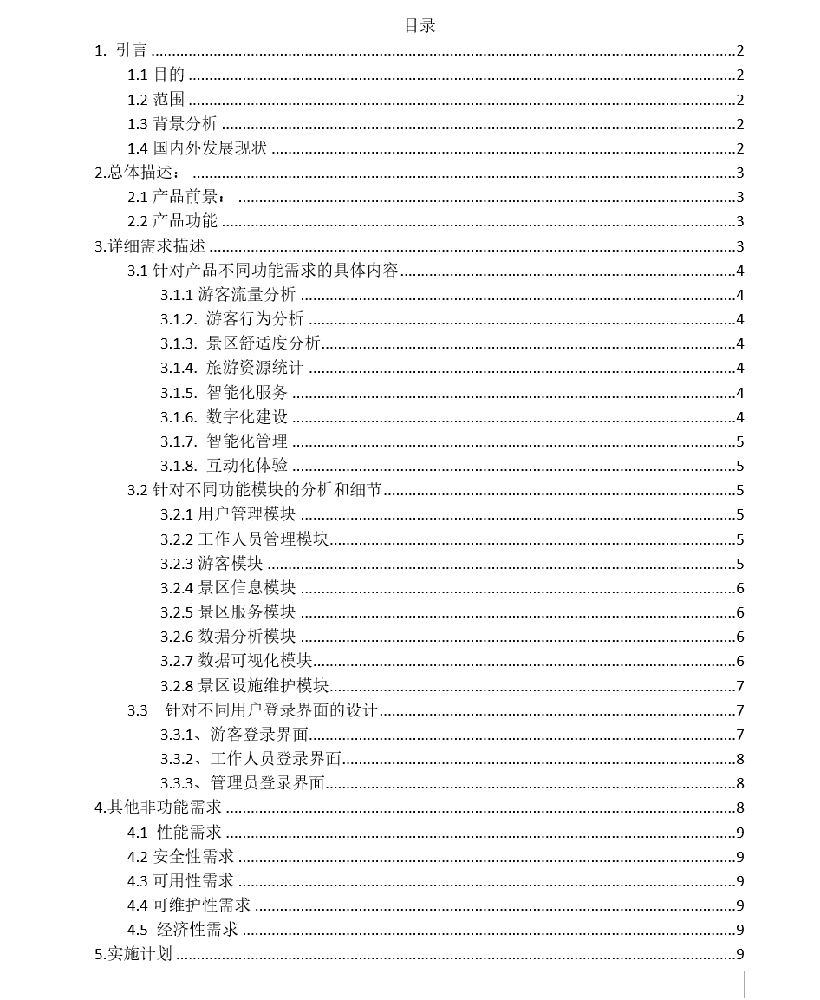 目录
1. 引言 ........ 2
1.1 目的 ........ 2
1.2 范围 ........ 2
1.3 背景分析 ........ 2
1.4 国内外发展现状 ........ 2
2.总体描述： ........ 3
2.1 产品前景： ........ 3
2.2 产品功能 ........ 3
3.详细需求描述 ........ 3
3.1 针对产品不同功能需求的具体内容 ........ 4
3.1.1 游客流量分析 ........ 4
3.1.2. 游客行为分析 ........ 4
3.1.3. 景区舒适度分析 ........ 4
3.1.4. 旅游资源统计 ........ 4
3.1.5. 智能化服务 ........ 4
3.1.6. 数字化建设 ........ 4
3.1.7. 智能化管理 ........ 5
3.1.8. 互动化体验 ........ 5
3.2 针对不同功能模块的分析和细节 ........ 5
3.2.1 用户管理模块 ........ 5
3.2.2 工作人员管理模块 ........ 5
3.2.3 游客模块 ........ 5
3.2.4 景区信息模块 ........ 6
3.2.5 景区服务模块 ........ 6
3.2.6 数据分析模块 ........ 6
3.2.7 数据可视化模块 ........ 6
3.2.8 景区设施维护模块 ........ 7
3.3 针对不同用户登录界面的设计 ........ 7
3.3.1、游客登录界面 ........ 7
3.3.2、工作人员登录界面 ........ 8
3.3.3、管理员登录界面 ........ 8
4.其他非功能需求 ........ 8
4.1 性能需求 ........ 9
4.2 安全性需求 ........ 9
4.3 可用性需求 ........ 9
4.4 可维护性需求 ........ 9
4.5 经济性需求 ........ 9
5.实施计划 ........ 9